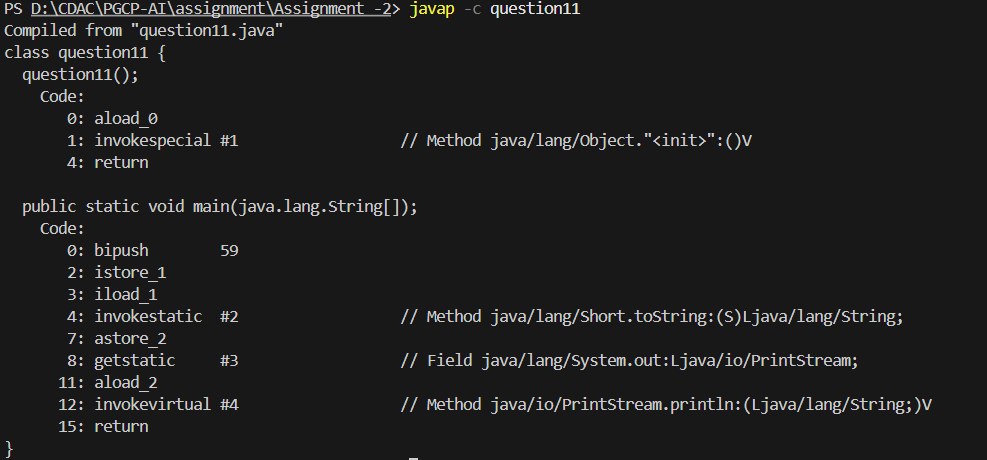 PS D:\CDAC\PGCP-AI\assignment\Assignment -2> javap -c question11
Compiled from "question11.java"
class question11 {
  question11();
    Code:
       0: aload_0
       1: invokespecial #1                  // Method java/lang/Object."<init>":()V
       4: return

  public static void main(java.lang.String[]);
    Code:
       0: bipush        59
       2: istore_1
       3: iload_1
       4: invokestatic  #2                  // Method java/lang/Short.toString:(S)Ljava/lang/String;
       7: astore_2
       8: getstatic     #3                  // Field java/lang/System.out:Ljava/io/PrintStream;
      11: aload_2
      12: invokevirtual #4                  // Method java/io/PrintStream.println:(Ljava/lang/String;)V
      15: return
}